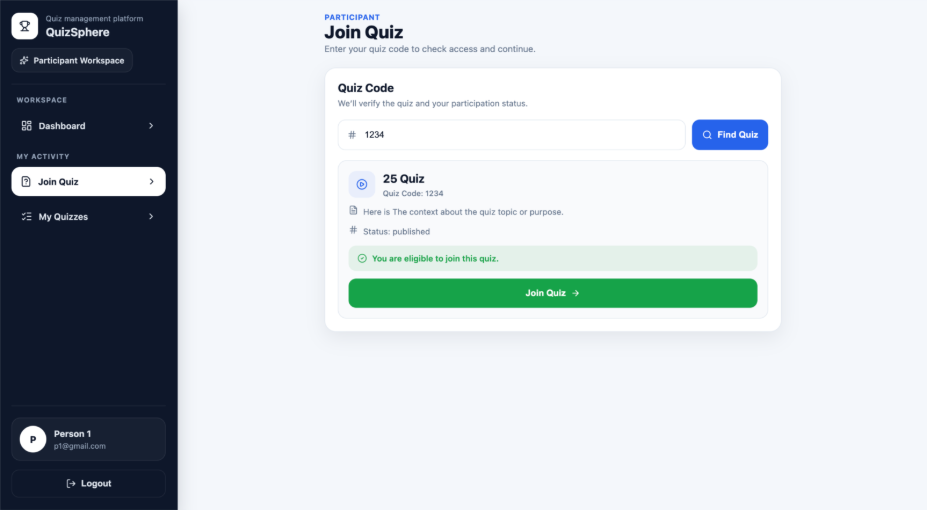 Quiz management platform
QuizSphere
Participant Workspace
WORKSPACE
Dashboard
MY ACTIVITY
Join Quiz
My Quizzes
P
Person 1
p1@gmail.com
Logout
PARTICIPANT
Join Quiz
Enter your quiz code to check access and continue.
Quiz Code
We'll verify the quiz and your participation status.
# 1234
Find Quiz
25 Quiz
Quiz Code: 1234
Here is The context about the quiz topic or purpose.
# Status: published
You are eligible to join this quiz.
Join Quiz →